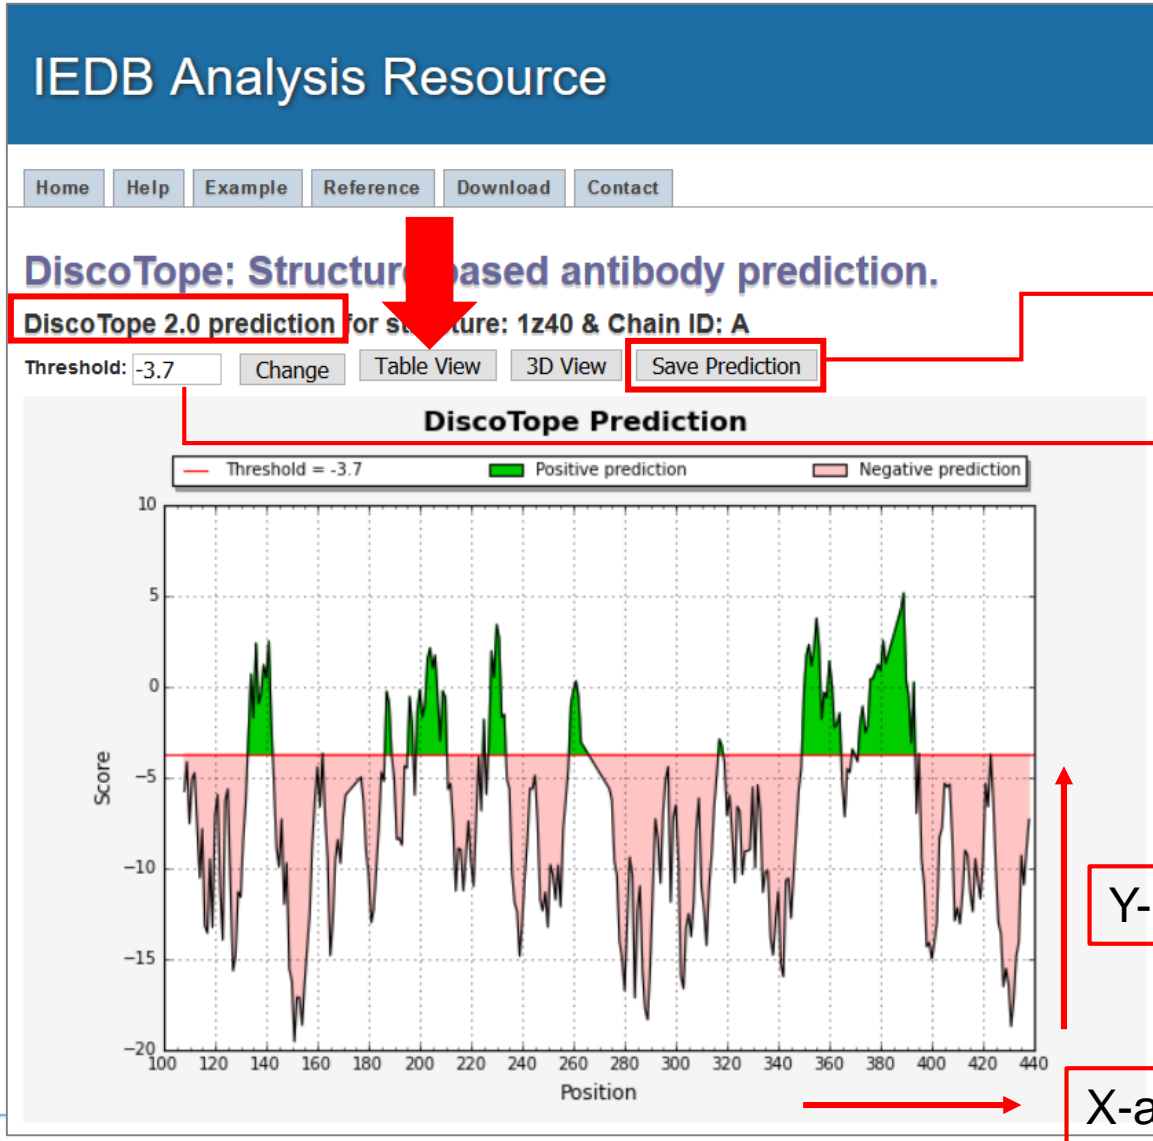 IEDB Analysis Resource
Home Help Example Reference Download Contact
DiscoTope: Structure based antibody prediction.
DiscoTope 2.0 prediction for structure: 1z40 & Chain ID: A
Threshold: -3.7 Change Table View 3D View Save Prediction
DiscoTope Prediction
Threshold = -3.7 Positive prediction Negative prediction
10
5
0
−5
−10
−15
−20
Score
100 120 140 160 180 200 220 240 260 280 300 320 340 360 380 400 420 440
Position
Y-
X-a